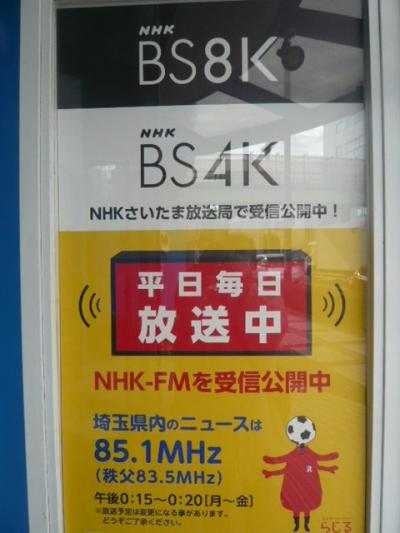 NHK
BS8K
NHK
BS4K
NHKさいたま放送局で受信公開中！
平日毎日
放送中
NHK-FMを受信公開中
埼玉県内のニュースは
85.1MHz
(秩父83.5MHz)
午後0:15〜0:20[月〜金]
※放送予定は変更になる事があります。
どうぞご了承ください。
R
らじる